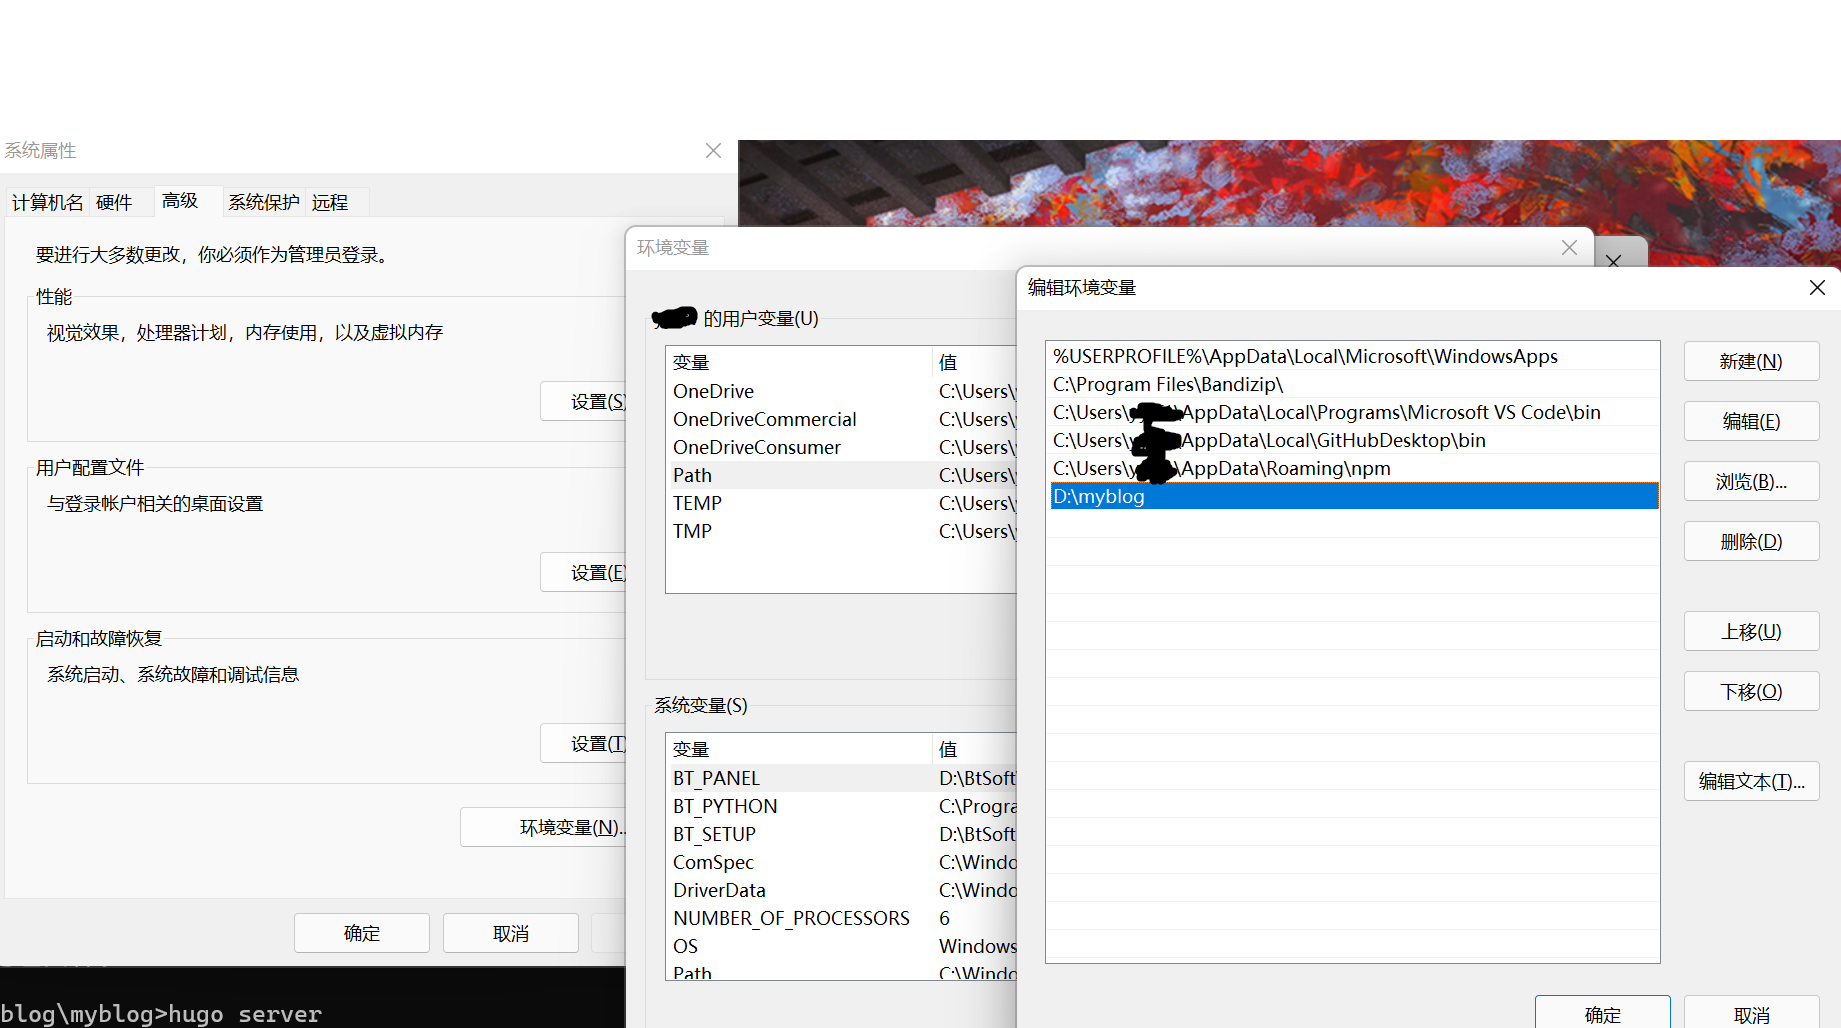 系统属性
计算机名 硬件 高级 系统保护 远程
要进行大多数更改，你必须作为管理员登录。
性能
视觉效果，处理器计划，内存使用，以及虚拟内存
设置(S)
用户配置文件
与登录帐户相关的桌面设置
设置(E)
启动和故障恢复
系统启动、系统故障和调试信息
设置(T)
环境变量(N)..
确定 取消
blog\myblog>hugo server
环境变量
的用户变量(U)
变量 值
OneDrive C:\Users\
OneDriveCommercial C:\Users\
OneDriveConsumer C:\Users\
Path C:\Users\
TEMP C:\Users\
TMP C:\Users\
系统变量(S)
变量 值
BT_PANEL D:\BtSoft
BT_PYTHON C:\Progra
BT_SETUP D:\BtSoft
ComSpec C:\Windo
DriverData C:\Windo
NUMBER_OF_PROCESSORS 6
OS Windows
Path C:\Windo
编辑环境变量
%USERPROFILE%\AppData\Local\Microsoft\WindowsApps
C:\Program Files\Bandizip\
C:\Users\y \AppData\Local\Programs\Microsoft VS Code\bin
C:\Users\y \AppData\Local\GitHubDesktop\bin
C:\Users\y \AppData\Roaming\npm
D:\myblog
新建(N)
编辑(E)
浏览(B)...
删除(D)
上移(U)
下移(O)
编辑文本(T)...
确定 取消